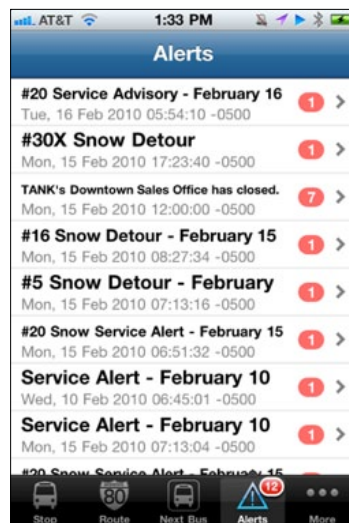 AT&T 1:33 PM
Alerts
#20 Service Advisory - February 16
1
Tue, 16 Feb 2010 05:54:10 -0500
#30X Snow Detour
1
Mon, 15 Feb 2010 17:23:40 -0500
TANK's Downtown Sales Office has closed.
7
Mon, 15 Feb 2010 12:00:00 -0500
#16 Snow Detour - February 15
1
Mon, 15 Feb 2010 08:27:34 -0500
#5 Snow Detour - February
1
Mon, 15 Feb 2010 07:13:16 -0500
#20 Snow Service Alert - February 15
1
Mon, 15 Feb 2010 06:51:32 -0500
Service Alert - February 10
1
Wed, 10 Feb 2010 06:45:01 -0500
Service Alert - February 10
1
Mon, 15 Feb 2010 07:13:04 -0500
#20 Snow Service Alert - February 15
80
12
Stop Route Next Bus Alerts More